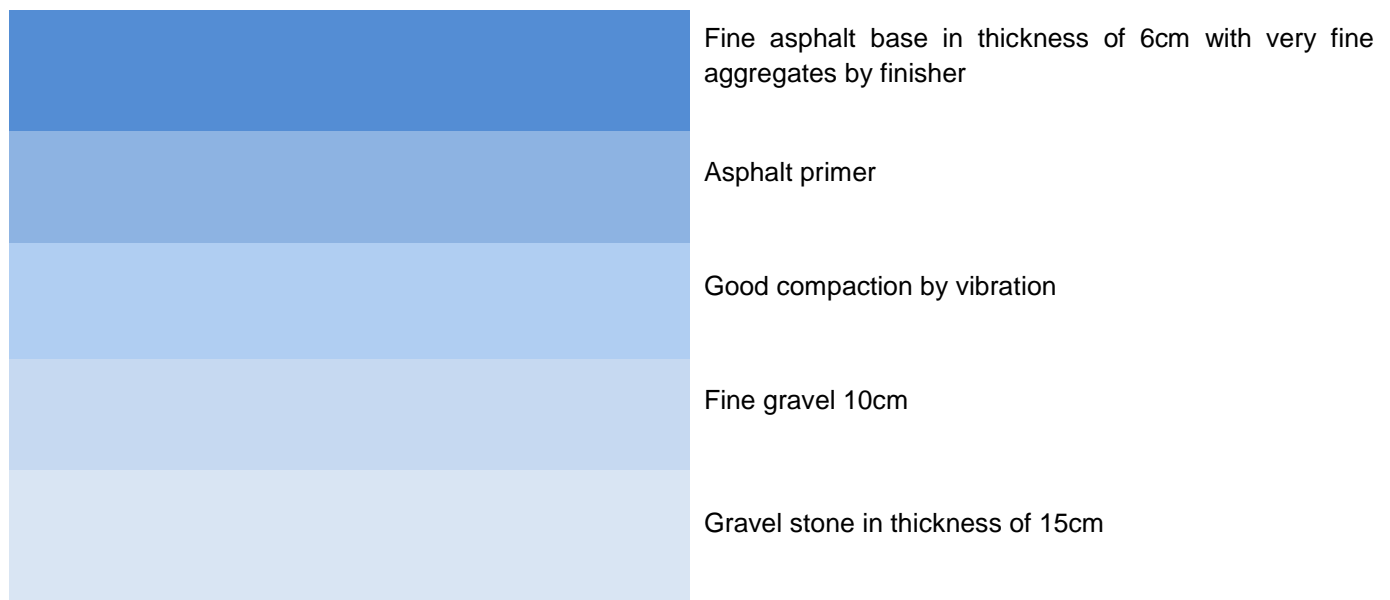 Fine asphalt base in thickness of 6cm with very fine
aggregates by finisher
Asphalt primer
Good compaction by vibration
Fine gravel 10cm
Gravel stone in thickness of 15cm